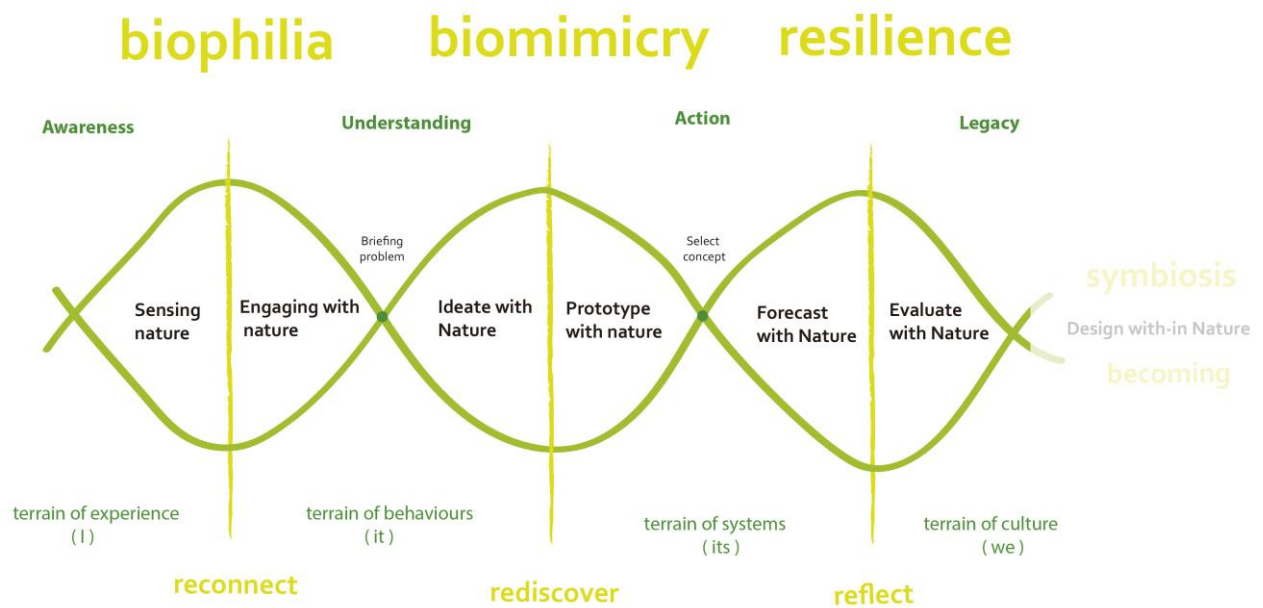 biophilia biomimicry resilience
Awareness Understanding Action Legacy
Briefing
problem
Select
concept
Sensing
nature
Engaging with
nature
Ideate with
Nature
Prototype
with nature
Forecast
with Nature
Evaluate
with Nature
symbiosis
Design with-in Nature
becoming
terrain of experience
( I )
terrain of behaviours
( it )
terrain of systems
( its )
terrain of culture
( we )
reconnect rediscover reflect